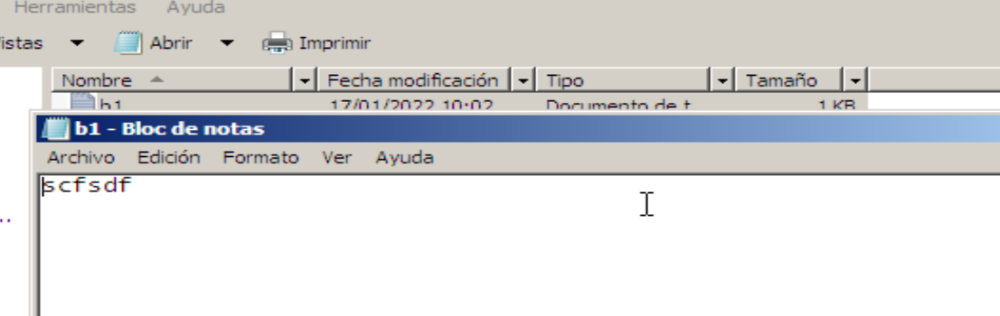 Herramientas Ayuda
istas Abrir Imprimir
Nombre Fecha modificación Tipo Tamaño
b1 17/01/2022 10:02 Documento de t... 1 KB
b1 - Bloc de notas
Archivo Edición Formato Ver Ayuda
scfsdf
..